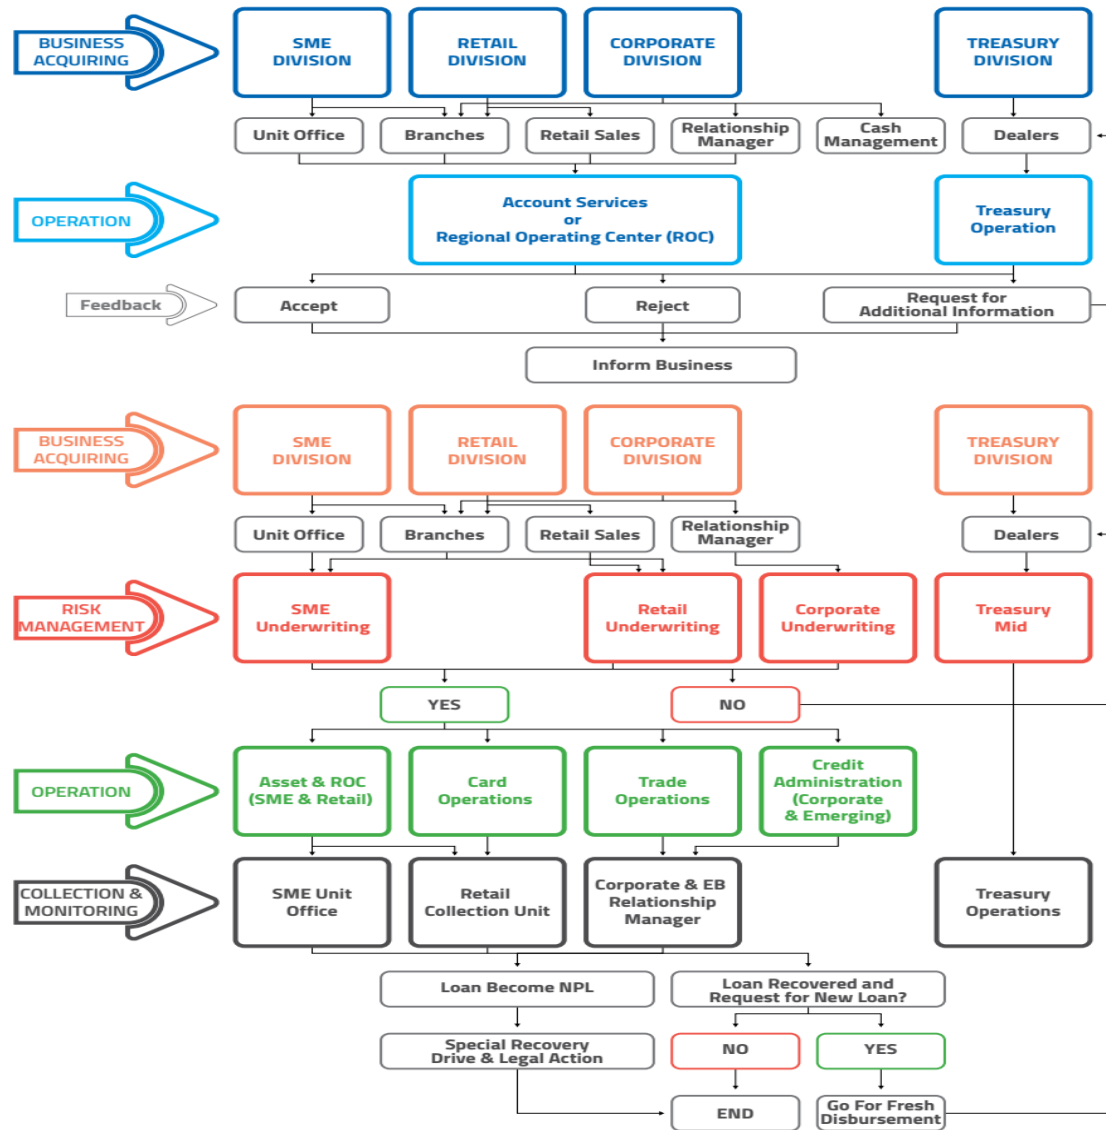 BUSINESS
ACQUIRING
SME
DIVISION
RETAIL
DIVISION
CORPORATE
DIVISION
TREASURY
DIVISION
Unit Office
Branches
Retail Sales
Relationship
Manager
Cash
Management
Dealers
OPERATION
Account Services
or
Regional Operating Center (ROC)
Treasury
Operation
Feedback
Accept
Reject
Request for
Additional Information
Inform Business
BUSINESS
ACQUIRING
SME
DIVISION
RETAIL
DIVISION
CORPORATE
DIVISION
TREASURY
DIVISION
Unit Office
Branches
Retail Sales
Relationship
Manager
Dealers
RISK
MANAGEMENT
SME
Underwriting
Retail
Underwriting
Corporate
Underwriting
Treasury
Mid
YES
NO
OPERATION
Asset & ROC
(SME & Retail)
Card
Operations
Trade
Operations
Credit
Administration
(Corporate
& Emerging)
COLLECTION &
MONITORING
SME Unit
Office
Retail
Collection Unit
Corporate & EB
Relationship
Manager
Treasury
Operations
Loan Become NPL
Loan Recovered and
Request for New Loan?
Special Recovery
Drive & Legal Action
NO
YES
END
Go For Fresh
Disbursement